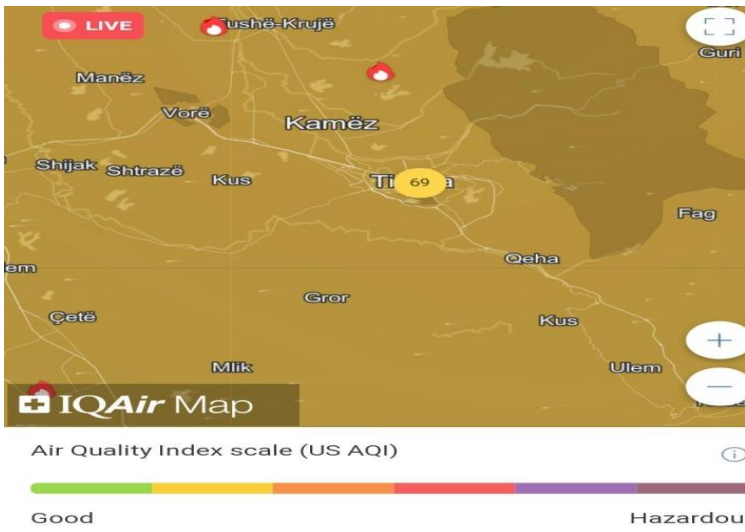 LIVE
Fushë-Krujë
Guri
Manëz
Vorë
Kamëz
Shijak
Shtrazë
Kus
69
Fag
Qeha
Gror
Çetë
Kus
Mlik
Ulem
IQAir Map
Air Quality Index scale (US AQI)
Good
Hazardou